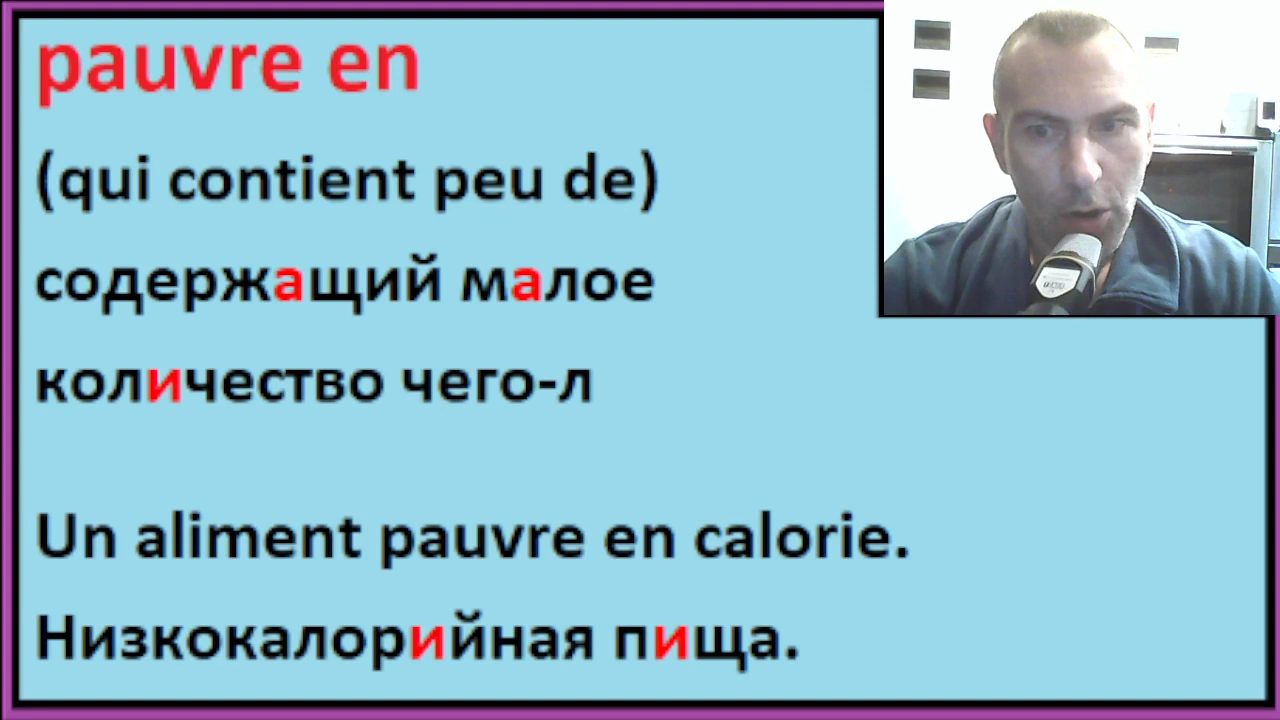 pauvre en
(qui contient peu de)
содержащий малое
количество чего-л
Un aliment pauvre en calorie.
Низкокалорийная пища.